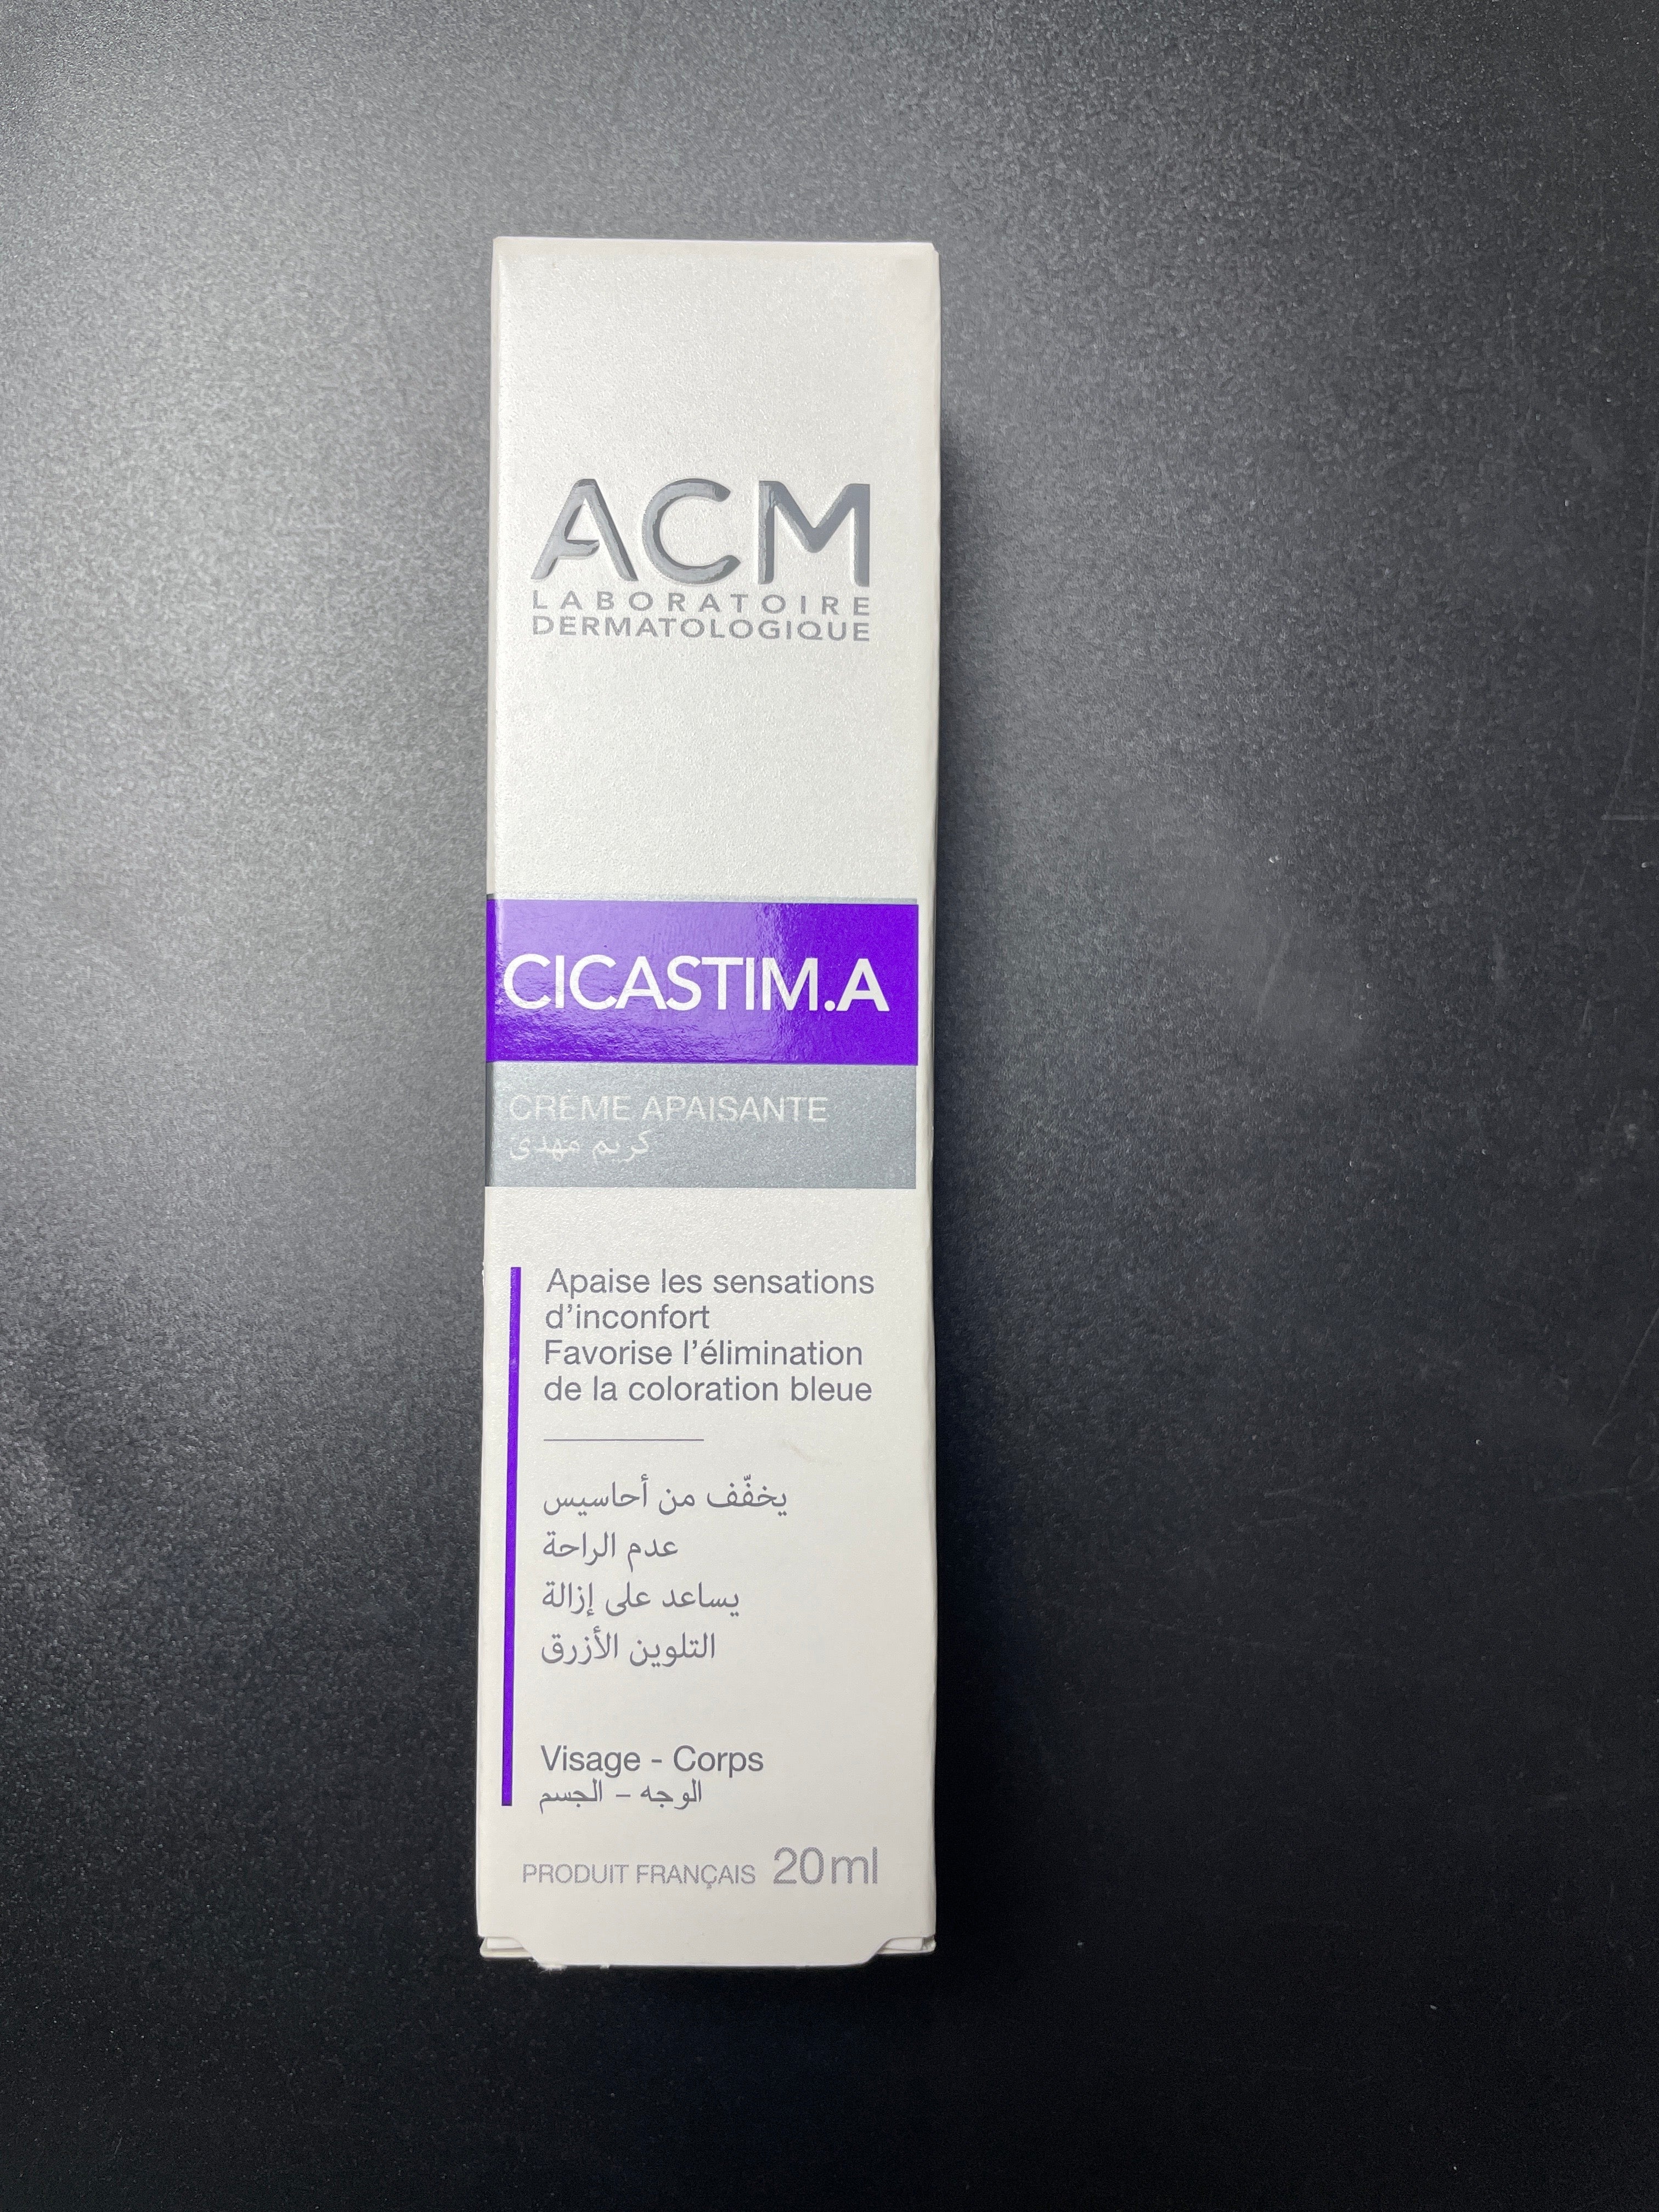 ACM
LABORATOIRE
DERMATOLOGIQUE
CICASTIM.A
CRÈME APAISANTE
كريم مهدى
Apaise les sensations
d’inconfort
Favorise l’élimination
de la coloration bleue
يخفّف من أحاسيس
عدم الراحة
يساعد على إزالة
التلوين الأزرق
Visage - Corps
الوجه – الجسم
PRODUIT FRANÇAIS 20ml